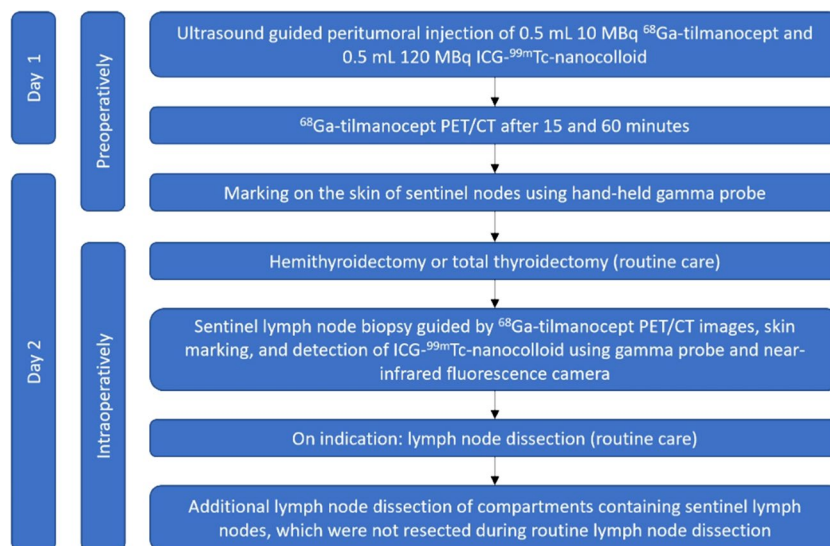 Day 1
Preoperatively
Ultrasound guided peritumoral injection of 0.5 mL 10 MBq ⁶⁸Ga-tilmanocept and
0.5 mL 120 MBq ICG-⁹⁹ᵐTc-nanocolloid
⁶⁸Ga-tilmanocept PET/CT after 15 and 60 minutes
Day 2
Marking on the skin of sentinel nodes using hand-held gamma probe
Intraoperatively
Hemithyroidectomy or total thyroidectomy (routine care)
Sentinel lymph node biopsy guided by ⁶⁸Ga-tilmanocept PET/CT images, skin
marking, and detection of ICG-⁹⁹ᵐTc-nanocolloid using gamma probe and near-
infrared fluorescence camera
On indication: lymph node dissection (routine care)
Additional lymph node dissection of compartments containing sentinel lymph
nodes, which were not resected during routine lymph node dissection